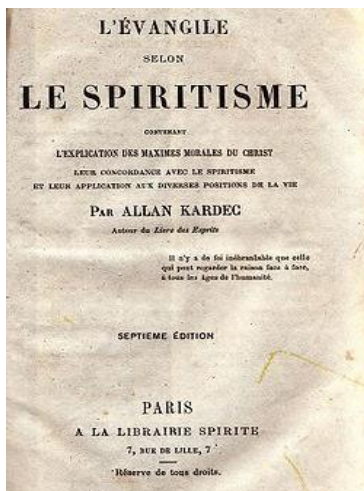 L'ÉVANGILE
SELON
LE SPIRITISME
CONTENANT
L'EXPLICATION DES MAXIMES MORALES DU CHRIST
LEUR CONCORDANCE AVEC LE SPIRITISME
ET LEUR APPLICATION AUX DIVERSES POSITIONS DE LA VIE
PAR ALLAN KARDEC
Auteur du Livre des Esprits
Il n'y a de foi inébranlable que celle
qui peut regarder la raison face à face,
à tous les âges de l'humanité.
SEPTIEME ÉDITION
PARIS
A LA LIBRAIRIE SPIRITE
7, RUE DE LILLE, 7
Réserve de tous droits.